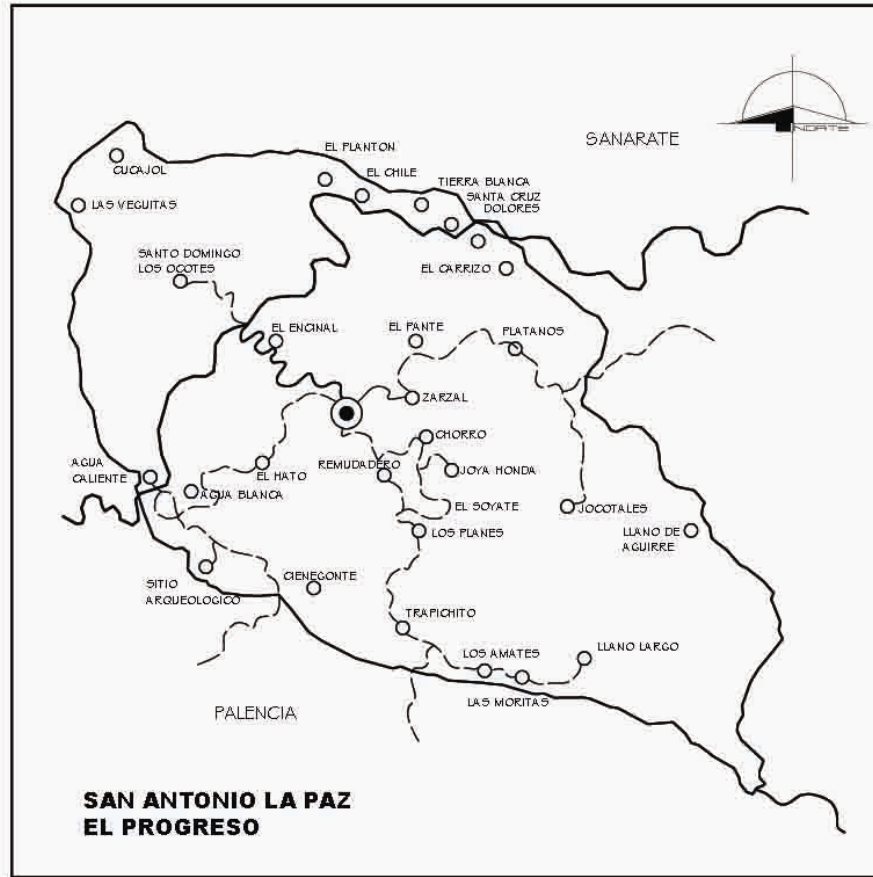 SANARATE
NORTE
EL PLANTON
EL CHILE
CUCAJOL
TIERRA BLANCA
SANTA CRUZ
DOLORES
LAS VEGUITAS
SANTO DOMINGO
LOS OCOTES
EL CARRIZO
EL ENCINAL
EL PANTE
PLATANOS
ZARZAL
CHORRO
AGUA
CALIENTE
EL HATO
REMUDADERO
JOYA HONDA
AGUA BLANCA
EL SOYATE
JOCOTALES
LOS PLANES
LLANO DE
AGUIRRE
SITIO
ARQUEOLOGICO
CIENEGONTE
TRAPICHITO
LOS AMATES
LLANO LARGO
LAS MORITAS
PALENCIA
SAN ANTONIO LA PAZ
EL PROGRESO